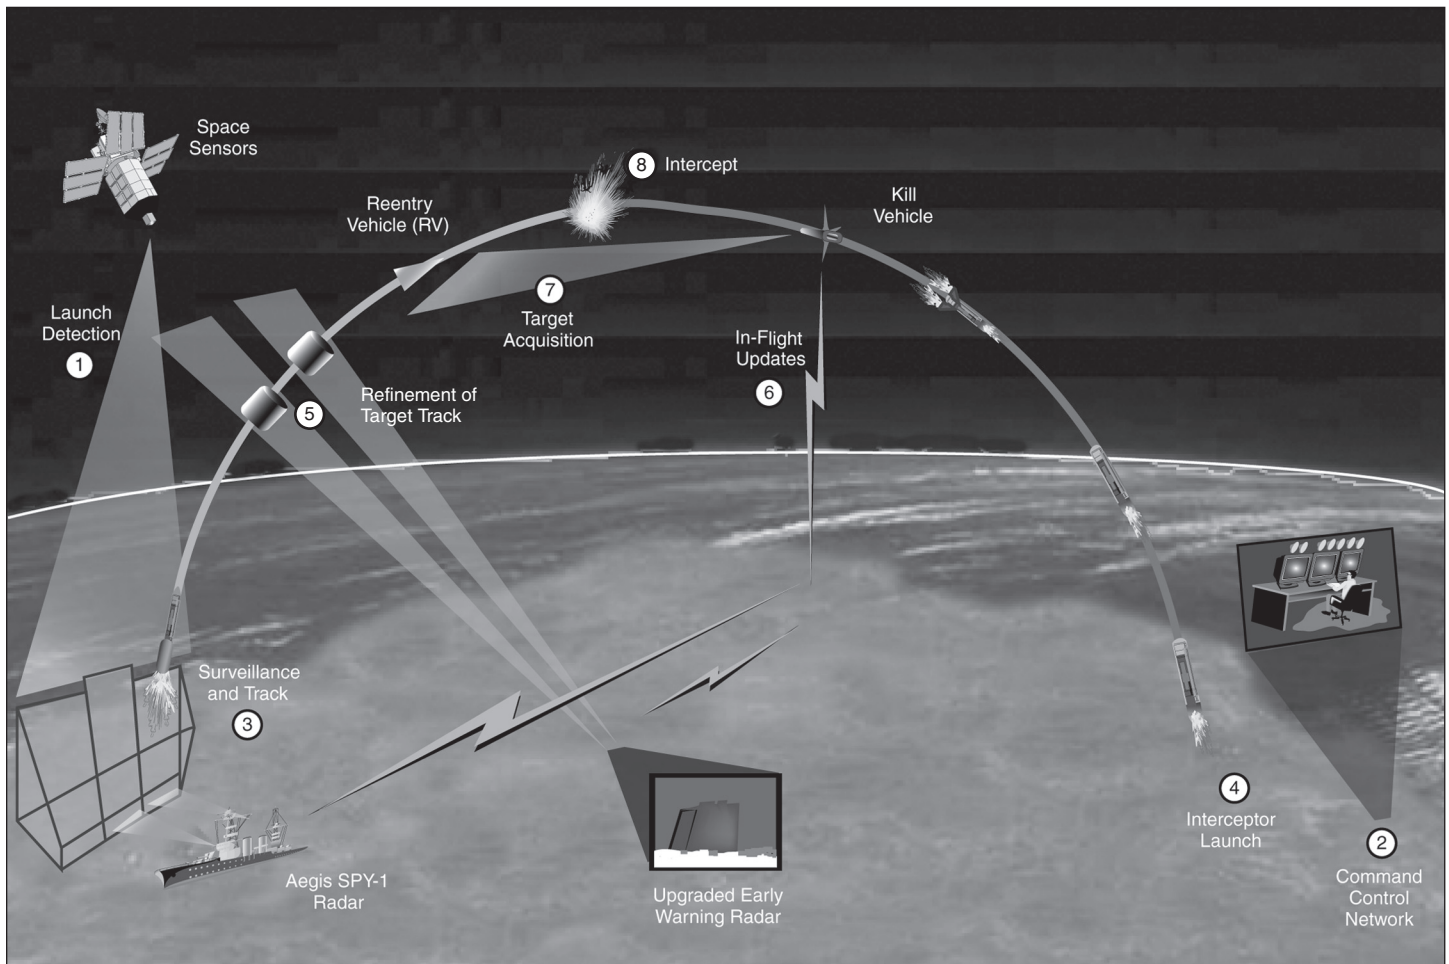 Space
Sensors
8 Intercept
Reentry
Vehicle (RV)
Kill
Vehicle
7
Target
Acquisition
Launch
Detection
1
In-Flight
Updates
6
Refinement of
Target Track
5
Surveillance
and Track
3
4
Interceptor
Launch
2
Command
Control
Network
Aegis SPY-1
Radar
Upgraded Early
Warning Radar